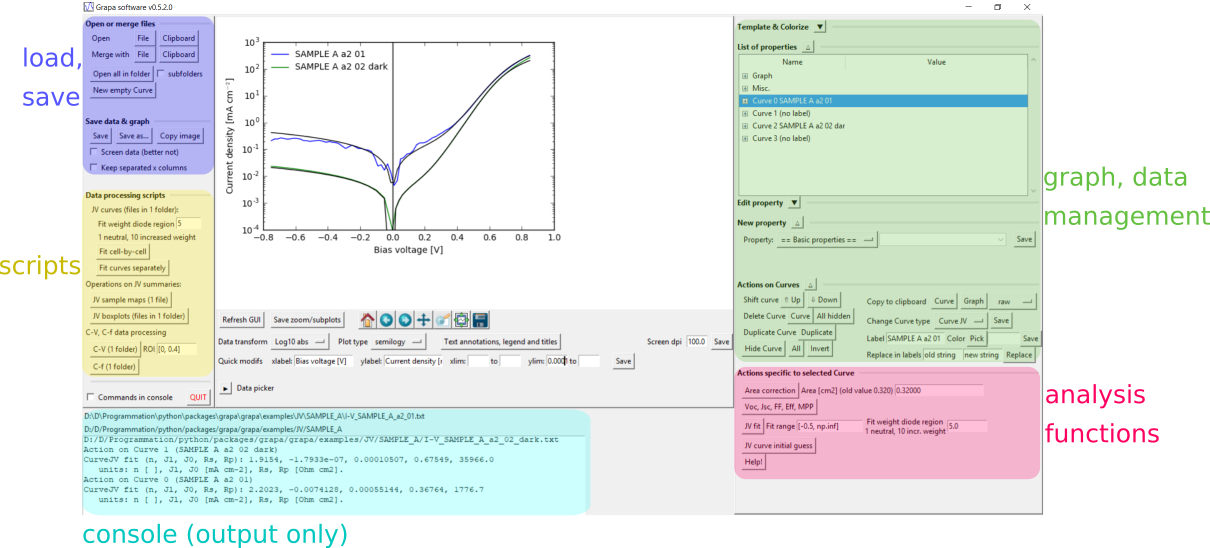 Grapa software v0.5.2.0
load,
save
scripts
Open or merge files
Open File Clipboard
Merge with File Clipboard
Open all in folder subfolders
New empty Curve
Save data & graph
Save Save as... Copy image
Screen data (better not)
Keep separated x columns
Data processing scripts
JV curves (files in 1 folder):
Fit weight diode region 5
1 neutral, 10 increased weight
Fit cell-by-cell
Fit curves separately
Operations on JV summaries:
JV sample maps (1 file)
JV boxplots (files in 1 folder)
C-V, C-f data processing
C-V (1 folder) ROI [0, 0.4]
C-f (1 folder)
Commands in console QUIT
Current density [mA cm⁻²]
10³
10²
10¹
10⁰
10⁻¹
10⁻²
10⁻³
10⁻⁴
SAMPLE A a2 01
SAMPLE A a2 02 dark
−0.8 −0.6 −0.4 −0.2 0.0 0.2 0.4 0.6 0.8 1.0
Bias voltage [V]
Refresh GUI Save zoom/subplots
Data transform Log10 abs Plot type semilogy Text annotations, legend and titles Screen dpi 100.0 Save
Quick modifs xlabel: Bias voltage [V] ylabel: Current density [r xlim: to ylim: 0.0001 to Save
Data picker
D:\D\Programmation\python\packages\grapa\grapa\examples\JV\SAMPLE_A\I-V_SAMPLE_A_a2_01.txt
D:/D/Programmation/python/packages/grapa/grapa/examples/JV/SAMPLE_A
D:/D/Programmation/python/packages/grapa/grapa/examples/JV/SAMPLE_A/I-V_SAMPLE_A_a2_02_dark.txt
Action on Curve 1 (SAMPLE A a2 02 dark)
CurveJV fit (n, J1, J0, Rs, Rp): 1.9154, -1.7933e-07, 0.00010507, 0.67549, 35966.0
units: n [ ], J1, J0 [mA cm-2], Rs, Rp [Ohm cm2].
Action on Curve 0 (SAMPLE A a2 01)
CurveJV fit (n, J1, J0, Rs, Rp): 2.2023, -0.0074128, 0.00055144, 0.36764, 1776.7
units: n [ ], J1, J0 [mA cm-2], Rs, Rp [Ohm cm2].
console (output only)
Template & Colorize
List of properties
Name Value
Graph
Misc.
Curve 0 SAMPLE A a2 01
Curve 1 (no label)
Curve 2 SAMPLE A a2 02 dar
Curve 3 (no label)
Edit property
New property
Property: == Basic properties == Save
Actions on Curves
Shift curve ⇑ Up ⇓ Down Copy to clipboard Curve Graph raw
Delete Curve Curve All hidden Change Curve type Curve JV Save
Duplicate Curve Duplicate Label SAMPLE A a2 01 Color Pick Save
Hide Curve All Invert Replace in labels old string new string Replace
Actions specific to selected Curve
Area correction Area [cm2] (old value 0.320) 0.32000
Voc, Jsc, FF, Eff, MPP
JV fit Fit range [-0.5, np.inf] Fit weight diode region
1 neutral, 10 incr. weight 5.0
JV curve initial guess
Help!
graph, data
management
analysis
functions